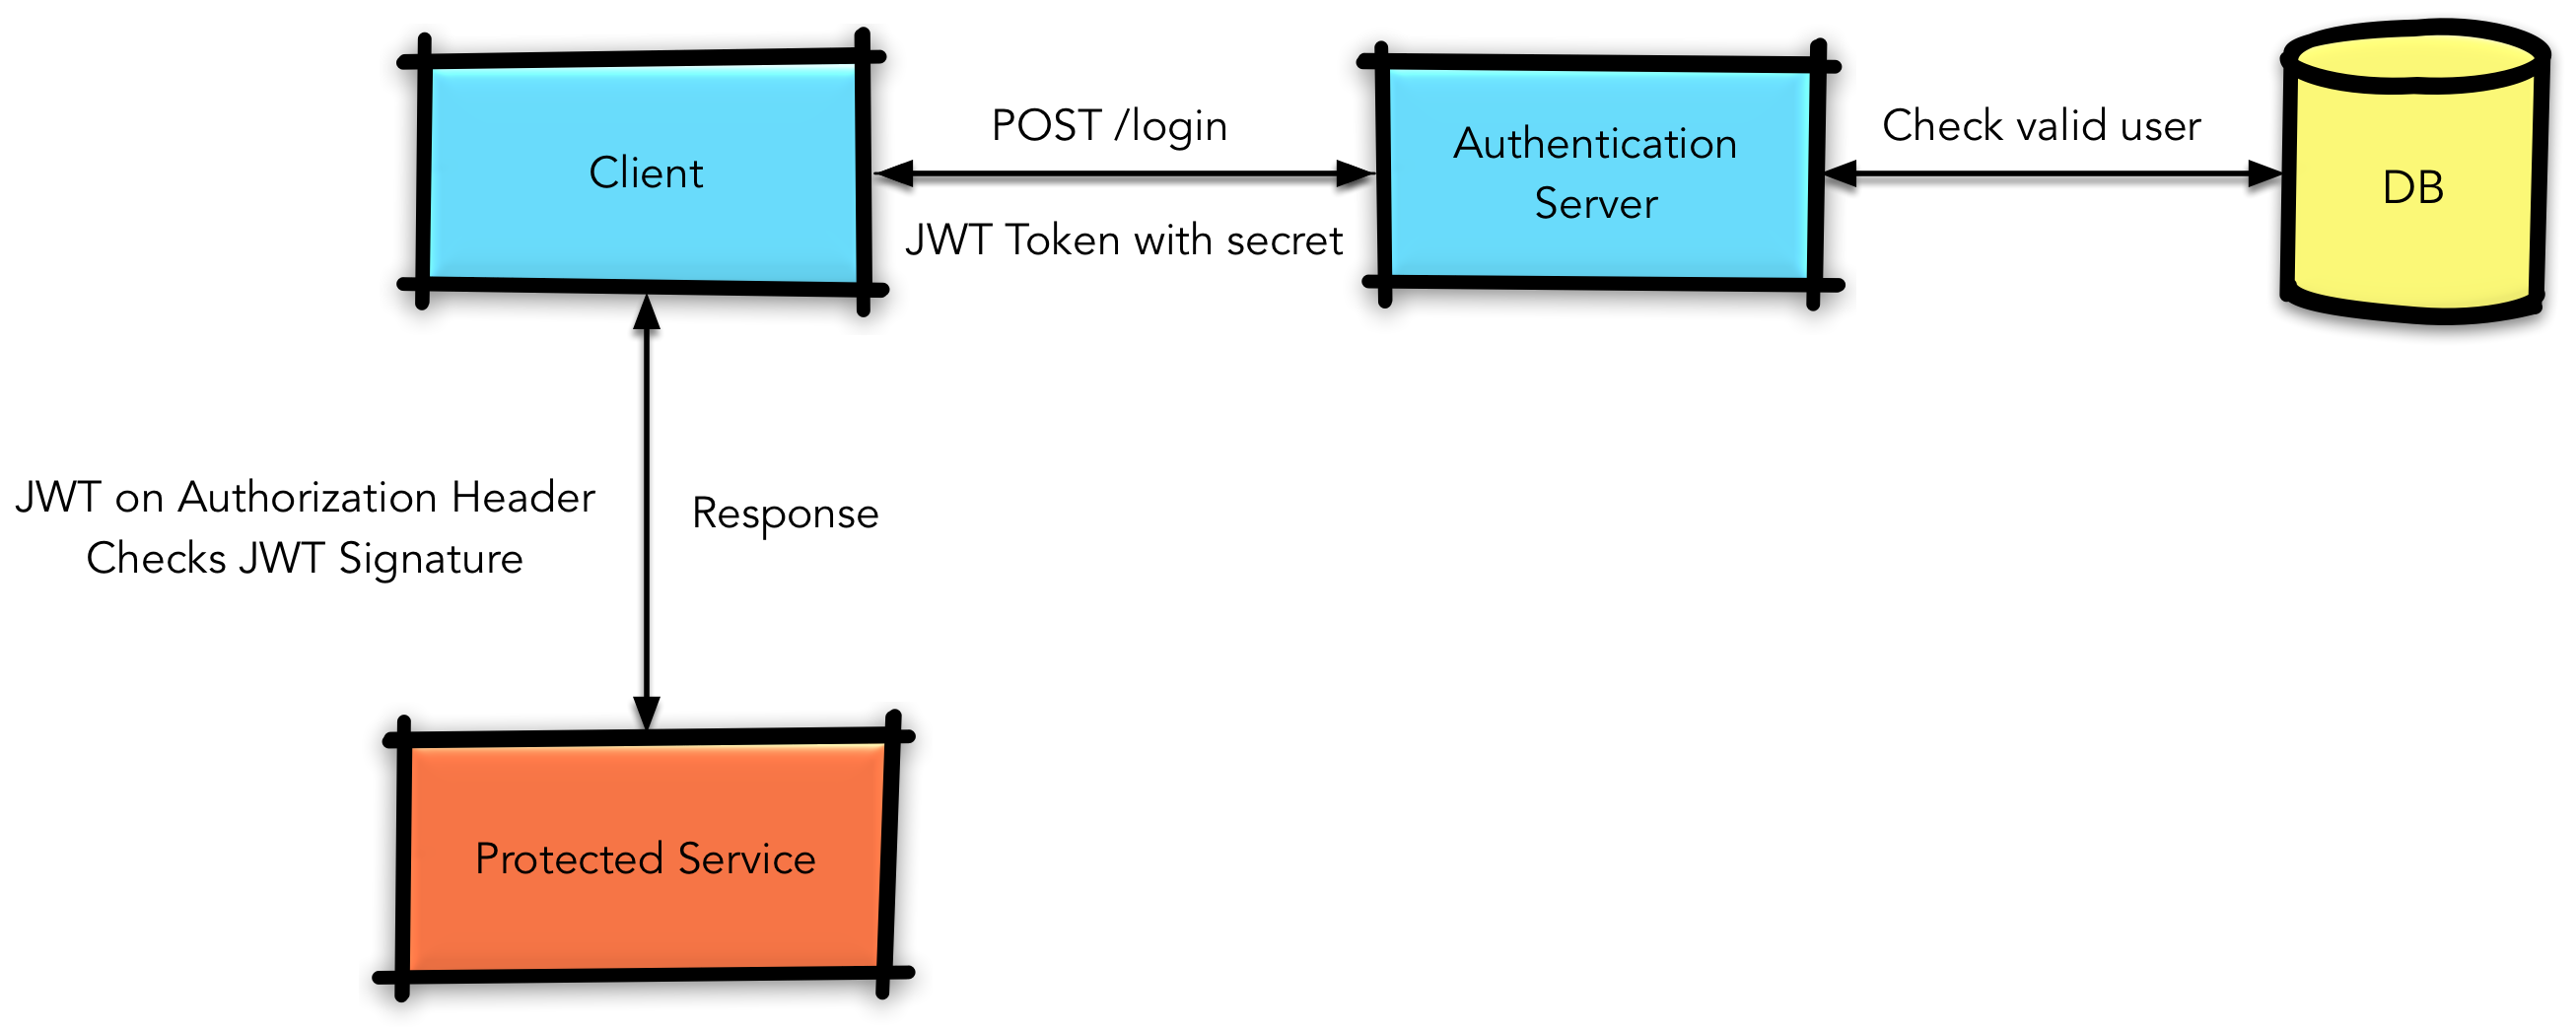 Client
POST /login
JWT Token with secret
Authentication
Server
Check valid user
DB
JWT on Authorization Header
Checks JWT Signature
Response
Protected Service